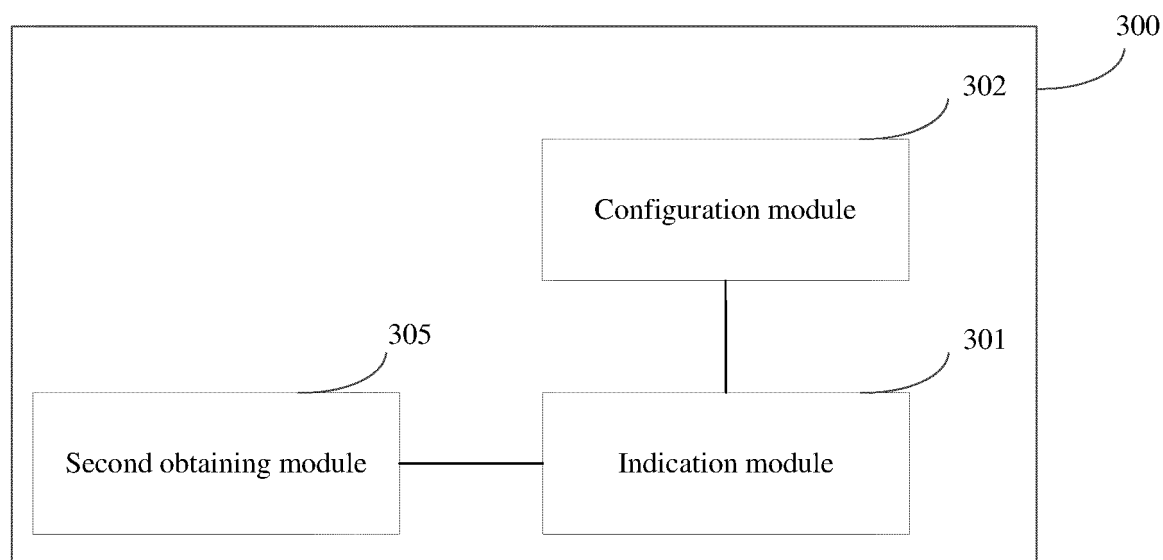 300
302
Configuration module
305
301
Second obtaining module
Indication module